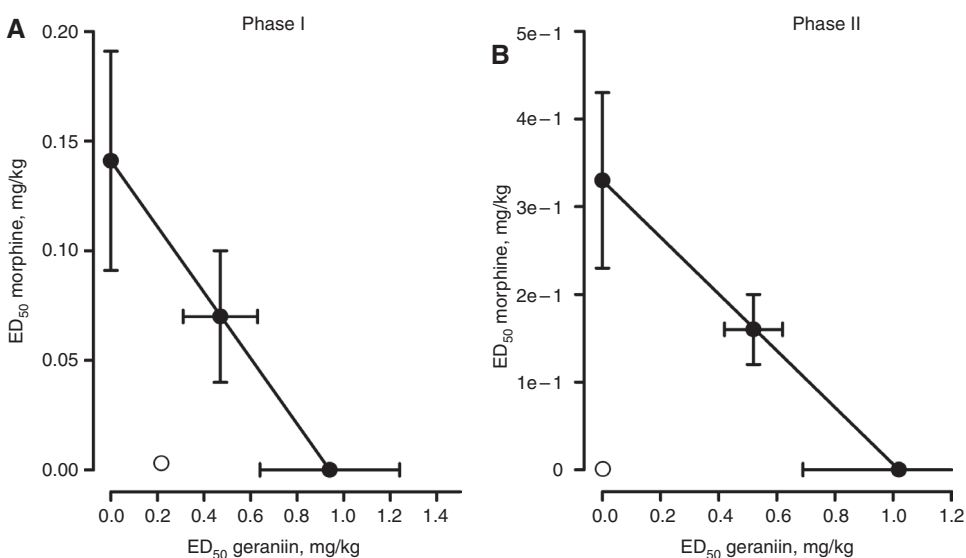 A
Phase I
0.20
0.15
0.10
0.05
0.00
ED50 morphine, mg/kg
0.0 0.2 0.4 0.6 0.8 1.0 1.2 1.4
ED50 geraniin, mg/kg
B
Phase II
5e−1
4e−1
3e−1
2e−1
1e−1
0
ED50 morphine, mg/kg
0.0 0.2 0.4 0.6 0.8 1.0 1.2
ED50 geraniin, mg/kg